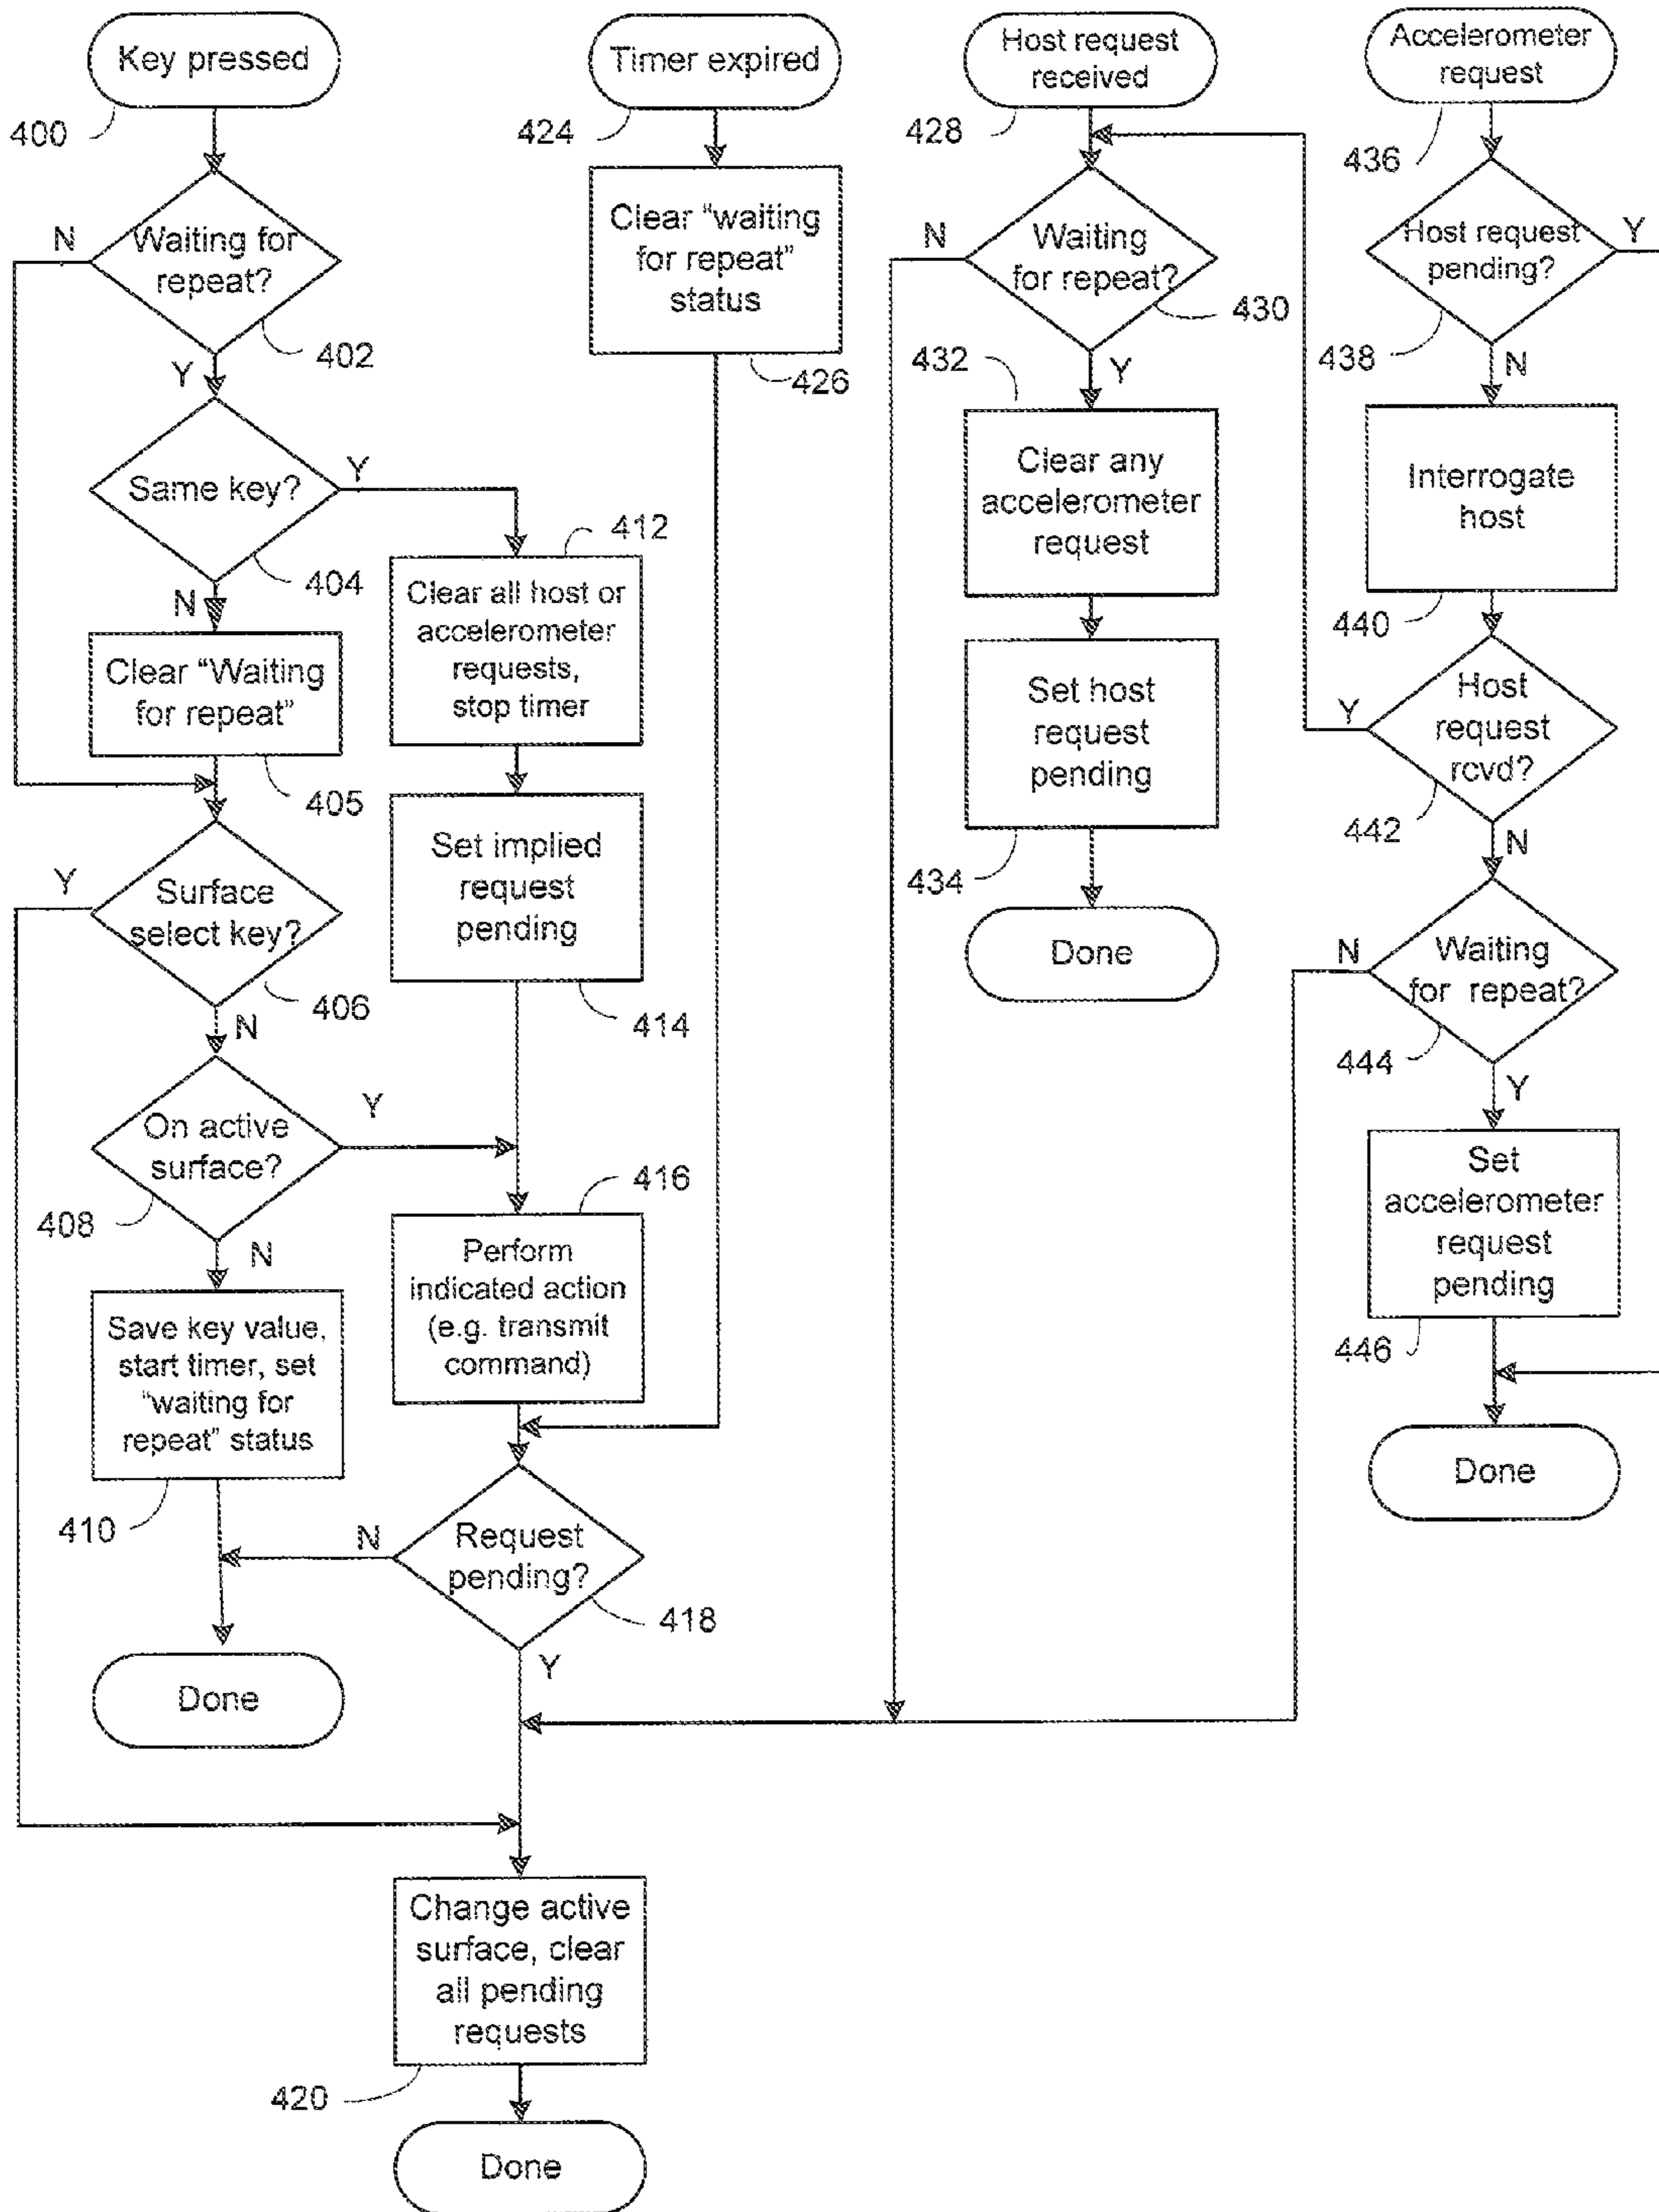 Key pressed
400
Waiting for
repeat?
N
402
Y
Same key?
Y
404
N
Clear “Waiting
for repeat”
405
Surface
select key?
Y
406
N
On active
surface?
Y
408
N
Save key value,
start timer, set
“waiting for
repeat” status
410
Done
412
Clear all host or
accelerometer
requests,
stop timer
Set implied
request
pending
414
416
Perform
indicated action
(e.g. transmit
command)
Request
pending?
N
418
Y
Change active
surface, clear
all pending
requests
420
Done
Timer expired
424
Clear “waiting
for repeat”
status
426
Host request
received
428
Waiting
for repeat?
N
430
Y
432
Clear any
accelerometer
request
Set host
request
pending
434
Done
Accelerometer
request
436
Host request
pending?
Y
438
N
Interrogate
host
440
Host
request
rcvd?
Y
442
N
Waiting
for repeat?
N
444
Y
Set
accelerometer
request
pending
446
Done